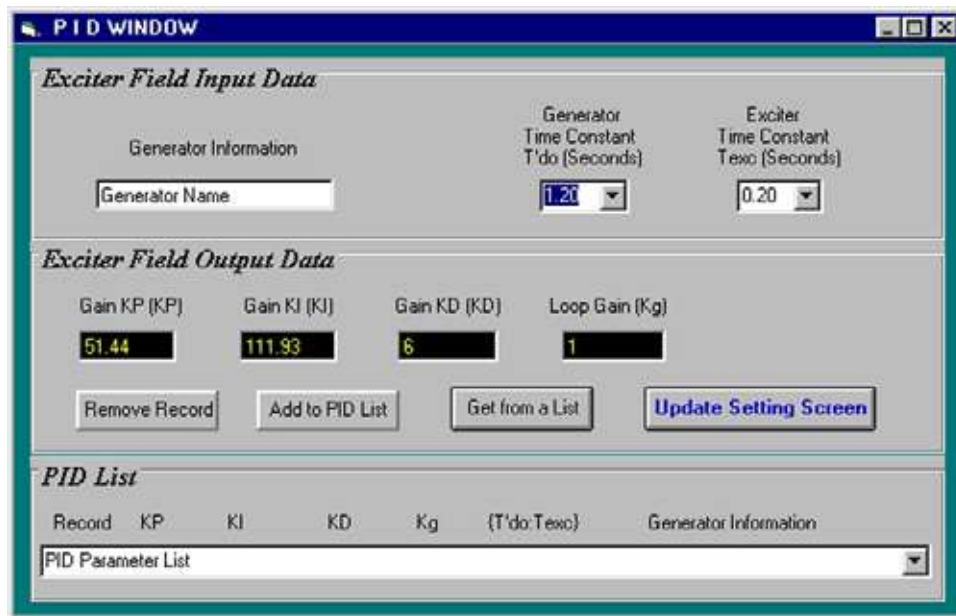 P I D WINDOW
Exciter Field Input Data
Generator Information
Generator Name
Generator
Time Constant
T'do (Seconds)
1.20
Exciter
Time Constant
Texc (Seconds)
0.20
Exciter Field Output Data
Gain KP (KP) Gain KI (KI) Gain KD (KD) Loop Gain (Kg)
51.44 111.93 6 1
Remove Record Add to PID List Get from a List Update Setting Screen
PID List
Record KP KI KD Kg {T'do:Texc} Generator Information
PID Parameter List